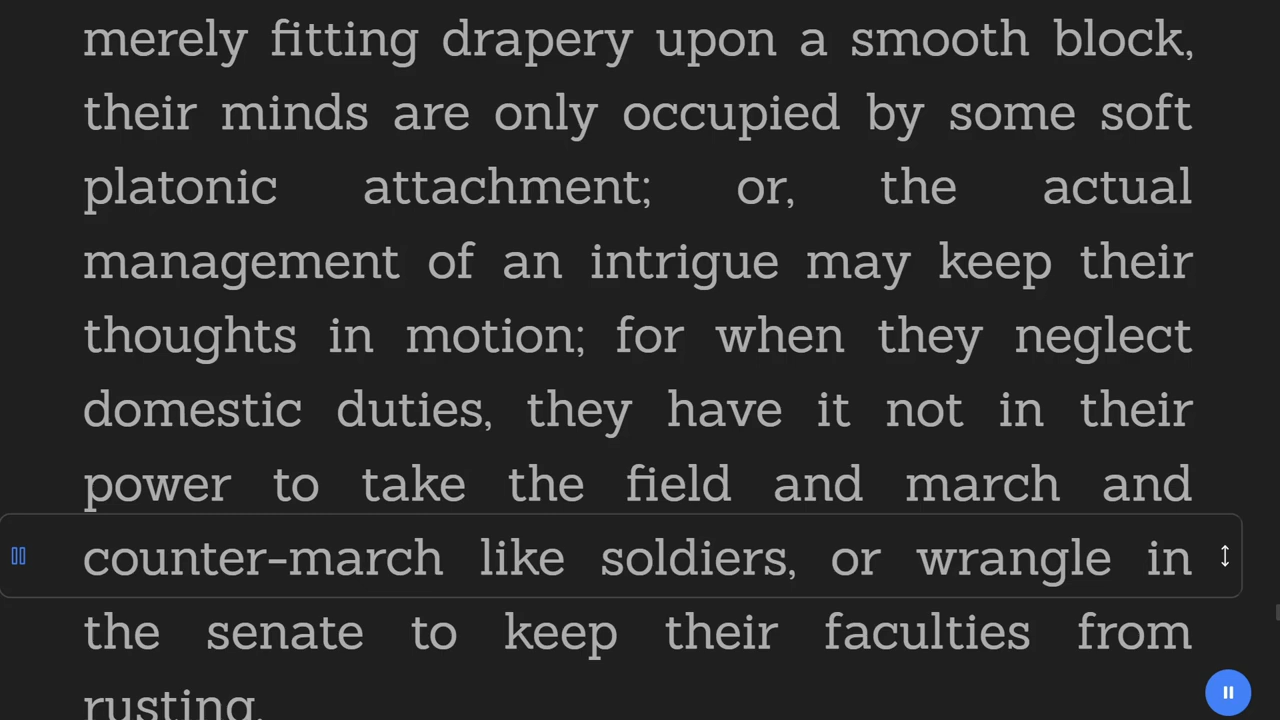 merely fitting drapery upon a smooth block,
their minds are only occupied by some soft
platonic attachment; or, the actual
management of an intrigue may keep their
thoughts in motion; for when they neglect
domestic duties, they have it not in their
power to take the field and march and
counter-march like soldiers, or wrangle in
the senate to keep their faculties from
rusting.